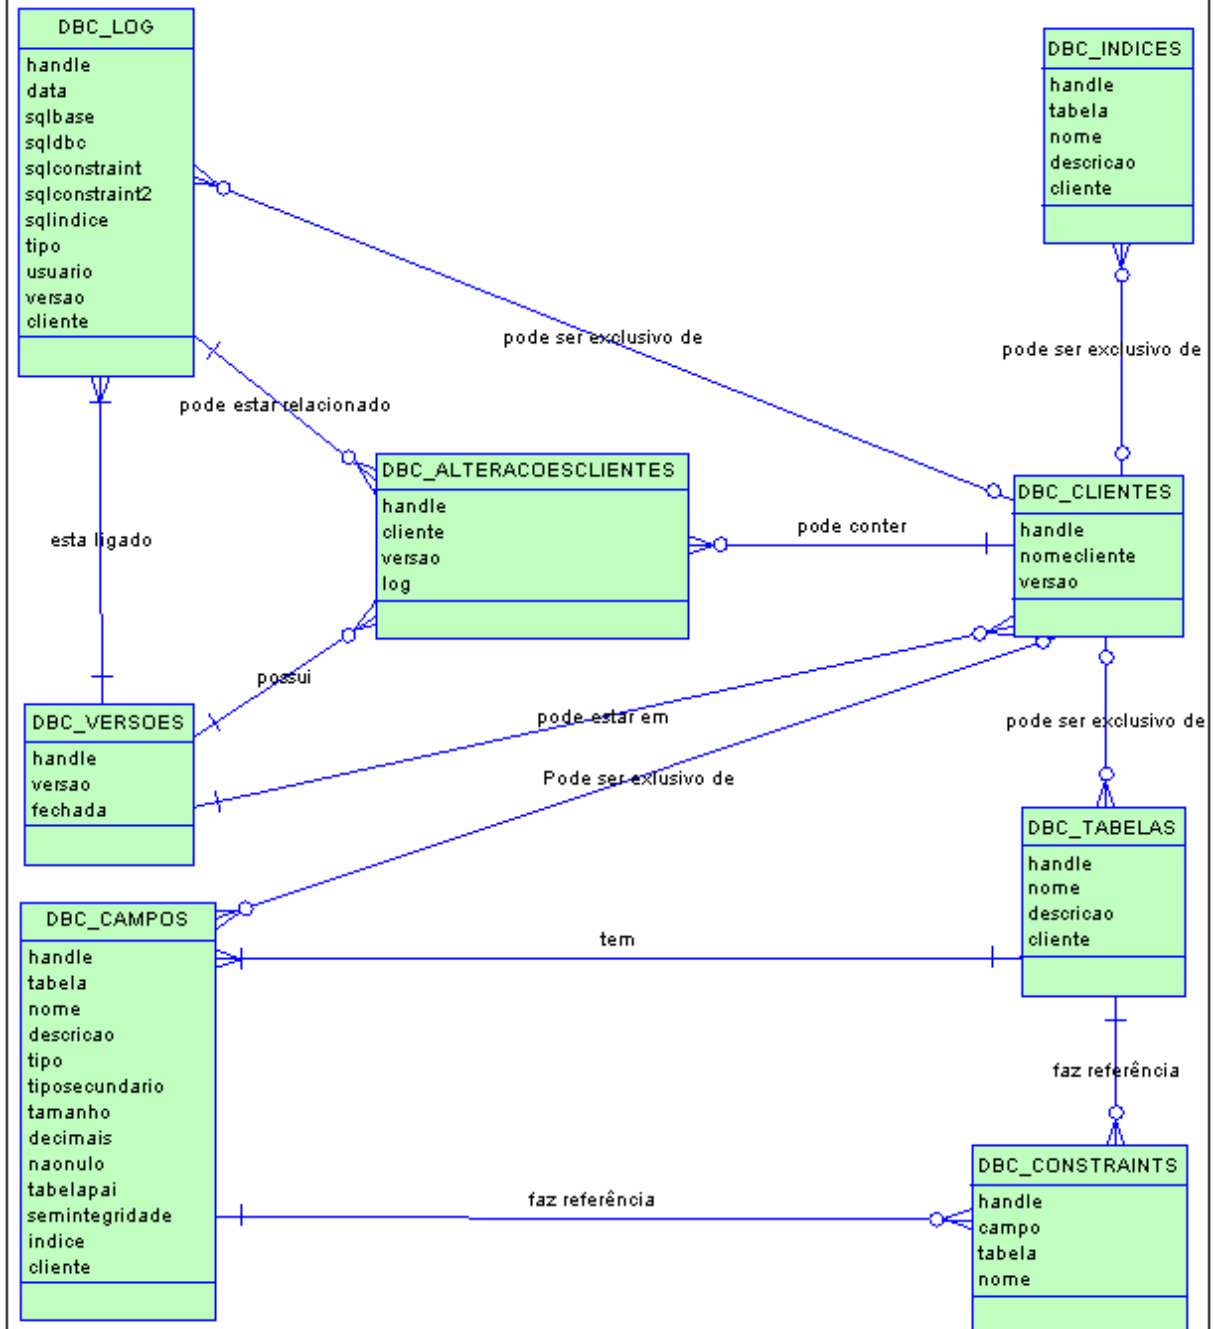 DBC_LOG
handle
data
sqlbase
sqldbc
sqlconstraint
sqlconstraint2
sqlindice
tipo
usuario
versao
cliente
DBC_INDICES
handle
tabela
nome
descricao
cliente
pode ser exclusivo de
pode ser exclusivo de
pode estar relacionado
DBC_ALTERACOESCLIENTES
handle
cliente
versao
log
pode conter
DBC_CLIENTES
handle
nomecliente
versao
esta ligado
possui
DBC_VERSOES
handle
versao
fechada
pode estar em
Pode ser exlusivo de
pode ser exclusivo de
DBC_TABELAS
handle
nome
descricao
cliente
DBC_CAMPOS
handle
tabela
nome
descricao
tipo
tiposecundario
tamanho
decimais
naonulo
tabelapai
semintegridade
indice
cliente
tem
faz referência
faz referência
DBC_CONSTRAINTS
handle
campo
tabela
nome